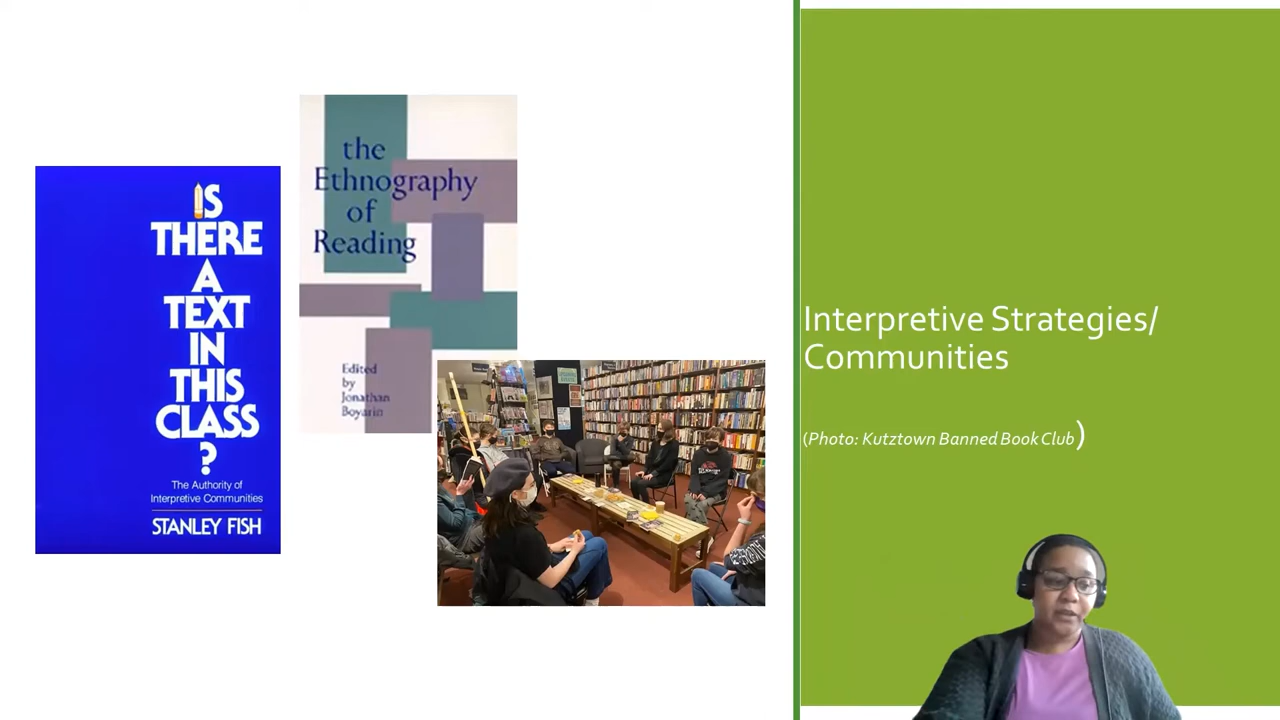 IS
THERE
A
TEXT
IN
THIS
CLASS
?
The Authority of
Interpretive Communities
STANLEY FISH
the
Ethnography
of
Reading
Edited
by
Jonathan
Boyarin
Interpretive Strategies/
Communities
(Photo: Kutztown Banned Book Club)